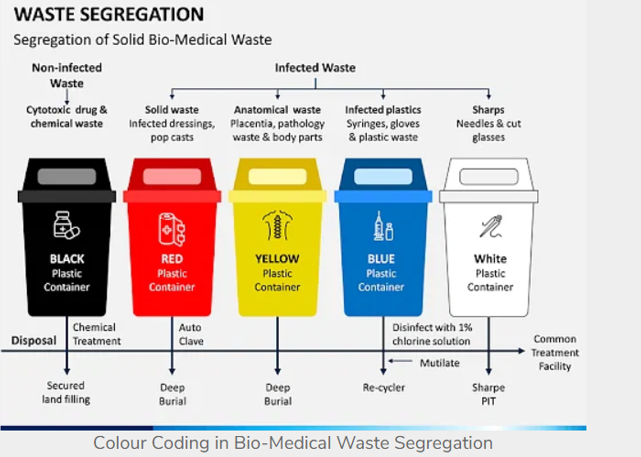 WASTE SEGREGATION
Segregation of Solid Bio-Medical Waste
Non-infected
Waste
Infected Waste
Cytotoxic drug &
chemical waste
Solid waste
Infected dressings,
pop casts
Anatomical waste
Placentia, pathology
waste & body parts
Infected plastics
Syringes, gloves
& plastic waste
Sharps
Needles & cut
glasses
BLACK
Plastic
Container
RED
Plastic
Container
YELLOW
Plastic
Container
BLUE
Plastic
Container
White
Plastic
Container
Disposal
Chemical
Treatment
Auto
Clave
Disinfect with 1%
chlorine solution
Mutilate
Common
Treatment
Facility
Secured
land filling
Deep
Burial
Deep
Burial
Re-cycler
Sharpe
PIT
Colour Coding in Bio-Medical Waste Segregation